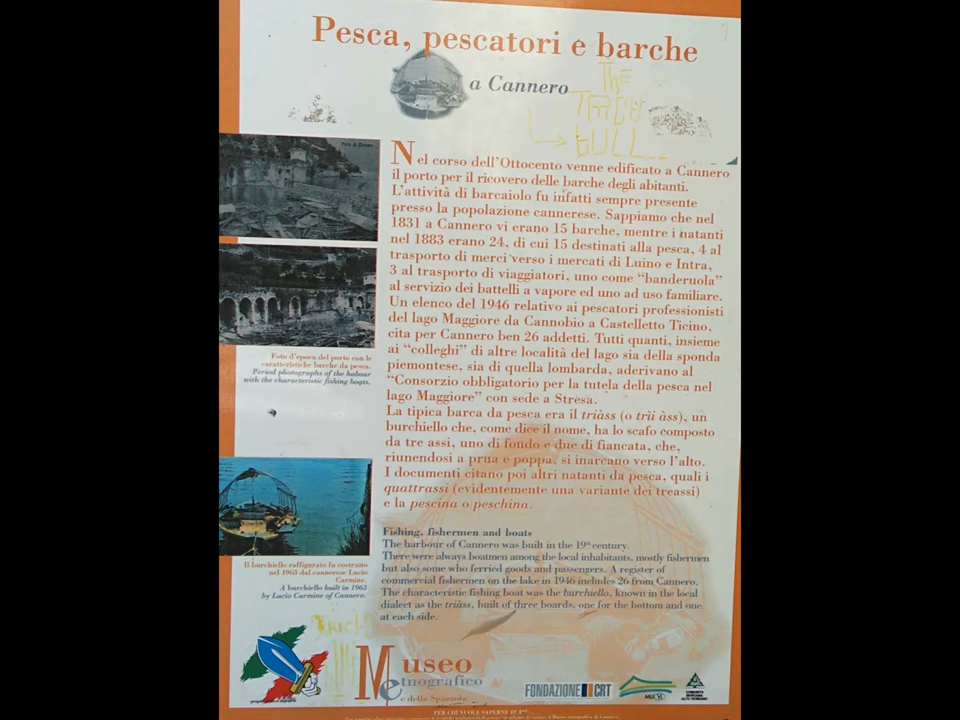 Pesca, pescatori e barche
a Cannero
THE
TRICKY
BULL
Nel corso dell'Ottocento venne edificato a Cannero
il porto per il ricovero delle barche degli abitanti.
L'attività di barcaiolo fu infatti sempre presente
presso la popolazione cannerese. Sappiamo che nel
1831 a Cannero vi erano 15 barche, mentre i natanti
nel 1883 erano 24, di cui 15 destinati alla pesca, 4 al
trasporto di merci verso i mercati di Luino e Intra,
3 al trasporto di viaggiatori, uno come "banderuola"
al servizio dei battelli a vapore ed uno ad uso familiare.
Un elenco del 1946 relativo ai pescatori professionisti
del lago Maggiore da Cannobio a Castelletto Ticino,
cita per Cannero ben 26 addetti. Tutti quanti, insieme
ai "colleghi" di altre località del lago sia della sponda
piemontese, sia di quella lombarda, aderivano al
"Consorzio obbligatorio per la tutela della pesca nel
lago Maggiore" con sede a Stresa.
La tipica barca da pesca era il triàss (o trìi àss), un
burchiello che, come dice il nome, ha lo scafo composto
da tre assi, uno di fondo e due di fiancata, che,
riunendosi a prua e poppa, si inarcano verso l'alto.
I documenti citano poi altri natanti da pesca, quali i
quattrassi (evidentemente una variante dei treassi)
e la pescina o peschina.
Foto d'epoca del porto con le
caratteristiche barche da pesca.
Period photographs of the habour
with the characteristic fishing boats.
Il burchiello raffigurato fu costruito
nel 1963 dal cannerese Lucio
Carmine.
A burchiello built in 1963
by Lucio Carmine of Cannero.
Fishing, fishermen and boats
The harbour of Cannero was built in the 19th century.
There were always boatmen among the local inhabitants, mostly fishermen
but also some who ferried goods and passengers. A register of
commercial fishermen on the lake in 1946 includes 26 from Cannero.
The characteristic fishing boat was the burchiello, known in the local
dialect as the triàss, built of three boards, one for the bottom and one
at each side.
Museo
etnografico
e della Spazzola
FONDAZIONE CRT
COMUNITÀ
MONTANA
ALTO VERBANO